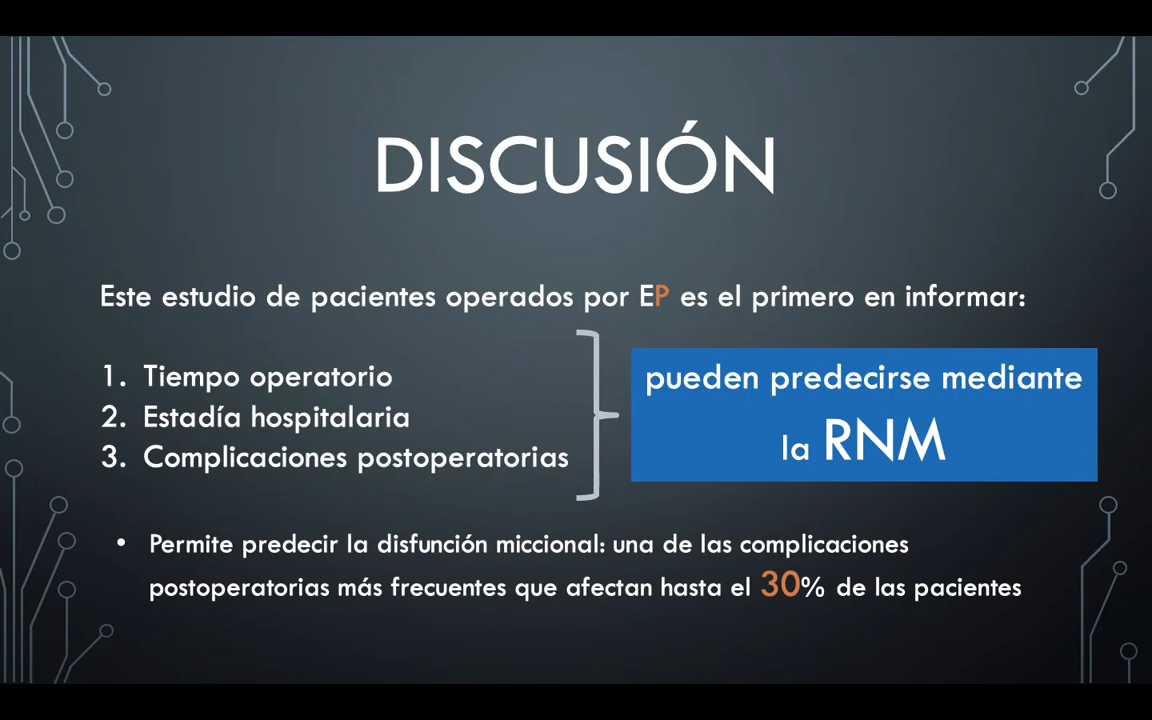 DISCUSIÓN
Este estudio de pacientes operados por EP es el primero en informar:
1. Tiempo operatorio
2. Estadía hospitalaria
3. Complicaciones postoperatorias
pueden predecirse mediante
la RNM
• Permite predecir la disfunción miccional: una de las complicaciones
postoperatorias más frecuentes que afectan hasta el 30% de las pacientes